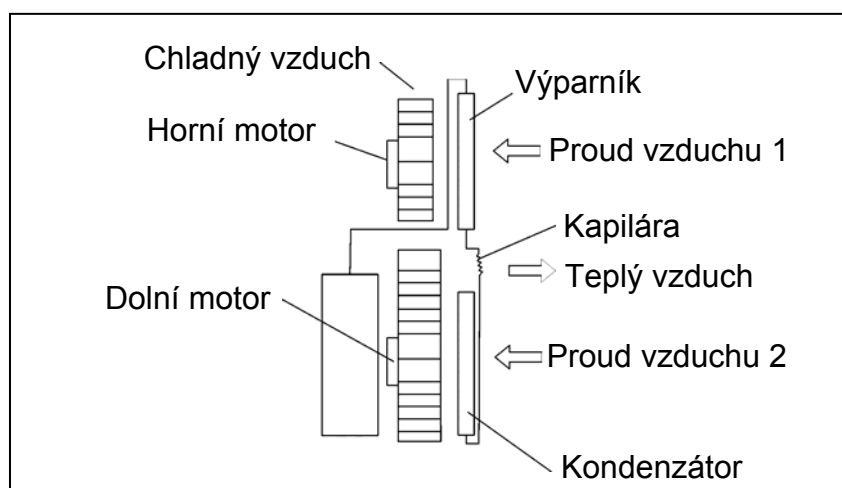 Chladný vzduch
Výparník
Horní motor
Proud vzduchu 1
Kapilára
Teplý vzduch
Dolní motor
Proud vzduchu 2
Kondenzátor